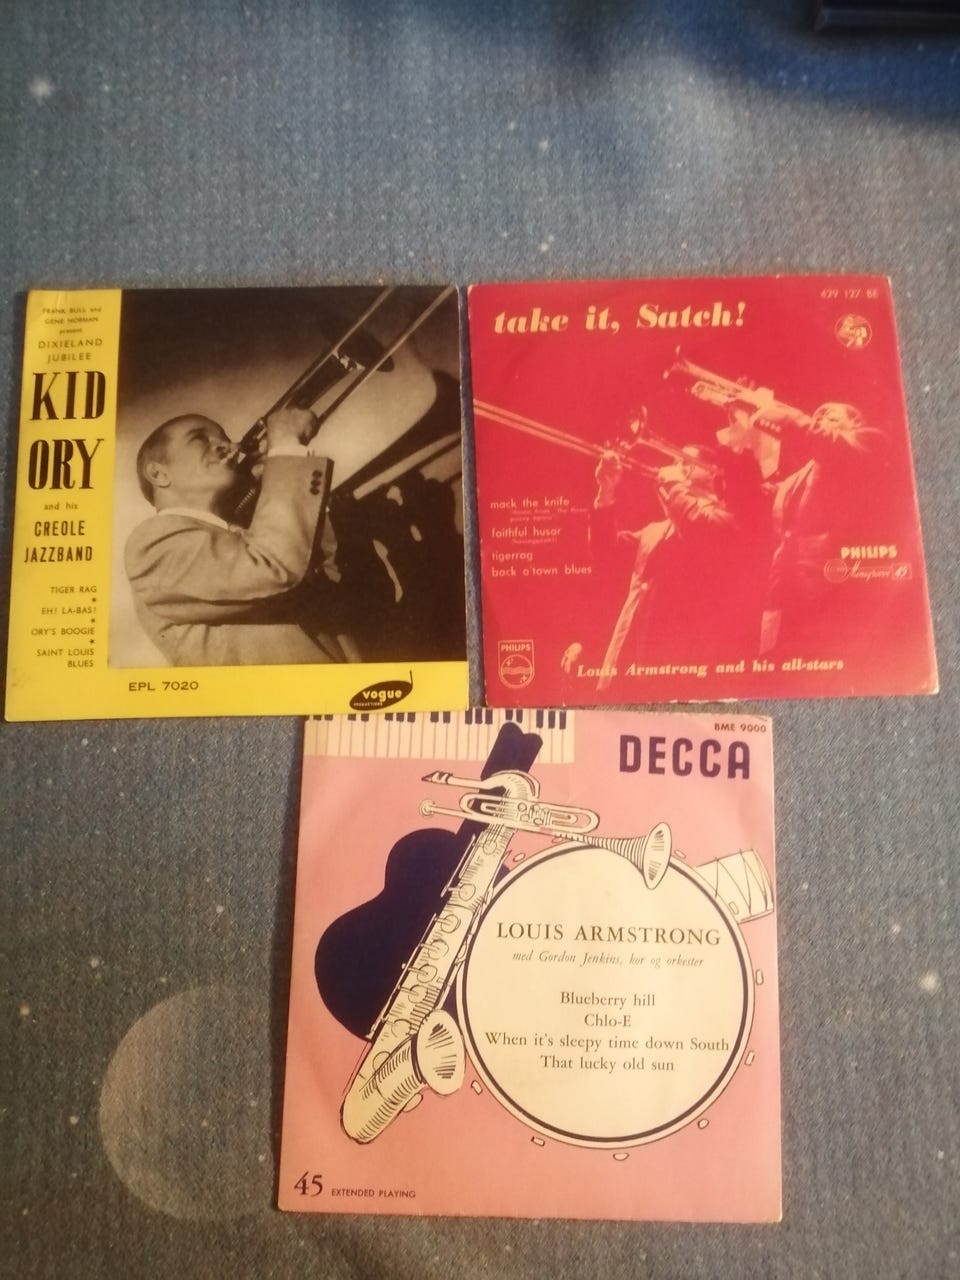 FRANK BULL and
GENE NORMAN
present
DIXIELAND
JUBILEE
KID
ORY
and his
CREOLE
JAZZBAND
TIGER RAG
EH! LA-BAS!
ORY'S BOOGIE
SAINT LOUIS
BLUES
EPL 7020
vogue
PRODUCTIONS
429 127 BE
take it, Satch!
mack the knife
faithful husar
tigerrag
back o'town blues
PHILIPS
Minigroove 45
PHILIPS
Louis Armstrong and his all-stars
BME 9000
DECCA
LOUIS ARMSTRONG
med Gordon Jenkins, kor og orkester
Blueberry hill
Chlo-E
When it's sleepy time down South
That lucky old sun
45 EXTENDED PLAYING